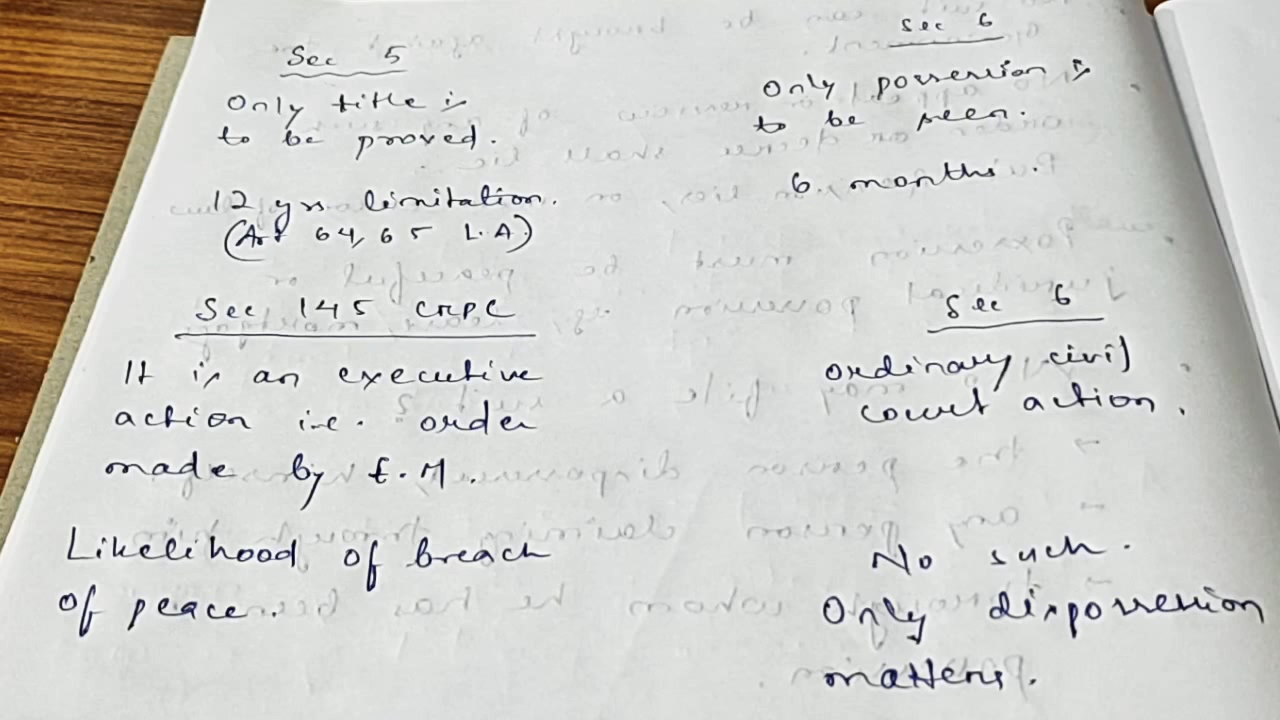 Sec 5
Only title is
to be proved.
12 yrs limitation.
(Art 64, 65 L.A)
Sec 6
Only possession is
to be seen.
6 months.
Sec 145 CRPC
It is an executive
action i.e. order
made by E.M.
Likelihood of breach
of peace.
Sec 6
ordinary civil
court action.
No such.
Only dispossession
matters.